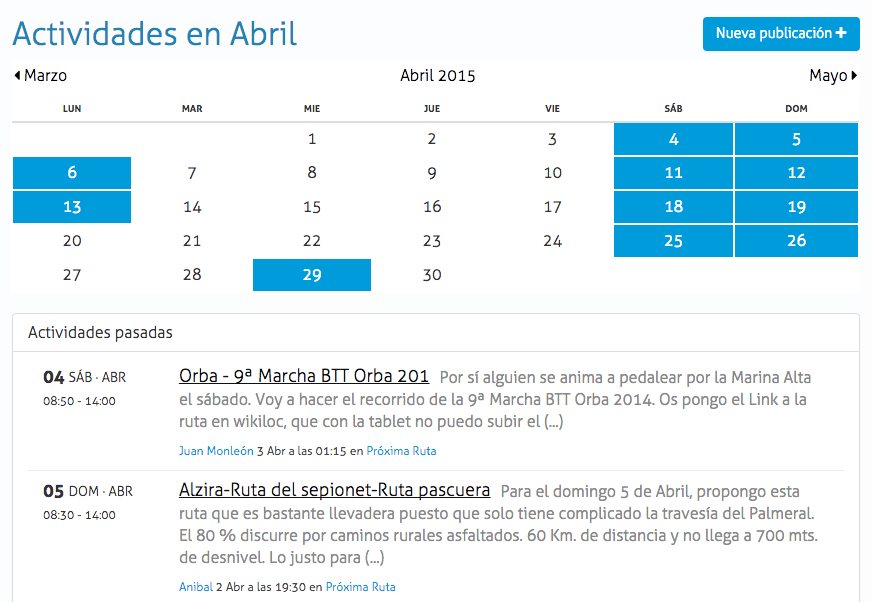 Actividades en Abril
Nueva publicación +
Marzo Abril 2015 Mayo
LUN MAR MIE JUE VIE SÁB DOM
1 2 3 4 5
6 7 8 9 10 11 12
13 14 15 16 17 18 19
20 21 22 23 24 25 26
27 28 29 30
Actividades pasadas
04 SÁB · ABR
08:50 - 14:00
Orba - 9ª Marcha BTT Orba 201 Por sí alguien se anima a pedalear por la Marina Alta
el sábado. Voy a hacer el recorrido de la 9ª Marcha BTT Orba 2014. Os pongo el Link a la
ruta en wikiloc, que con la tablet no puedo subir el (...)
Juan Monleón 3 Abr a las 01:15 en Próxima Ruta
05 DOM · ABR
08:30 - 14:00
Alzira-Ruta del sepionet-Ruta pascuera Para el domingo 5 de Abril, propongo esta
ruta que es bastante llevadera puesto que solo tiene complicado la travesía del Palmeral.
El 80 % discurre por caminos rurales asfaltados. 60 Km. de distancia y no llega a 700 mts.
de desnivel. Lo justo para (...)
Anibal 2 Abr a las 19:30 en Próxima Ruta